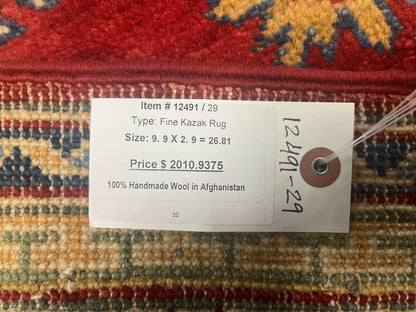 Item # 12491 / 29
Type: Fine Kazak Rug
Size: 9. 9 X 2. 9 = 26.81
Price $ 2010.9375
100% Handmade Wool in Afghanistan
32
12491-29